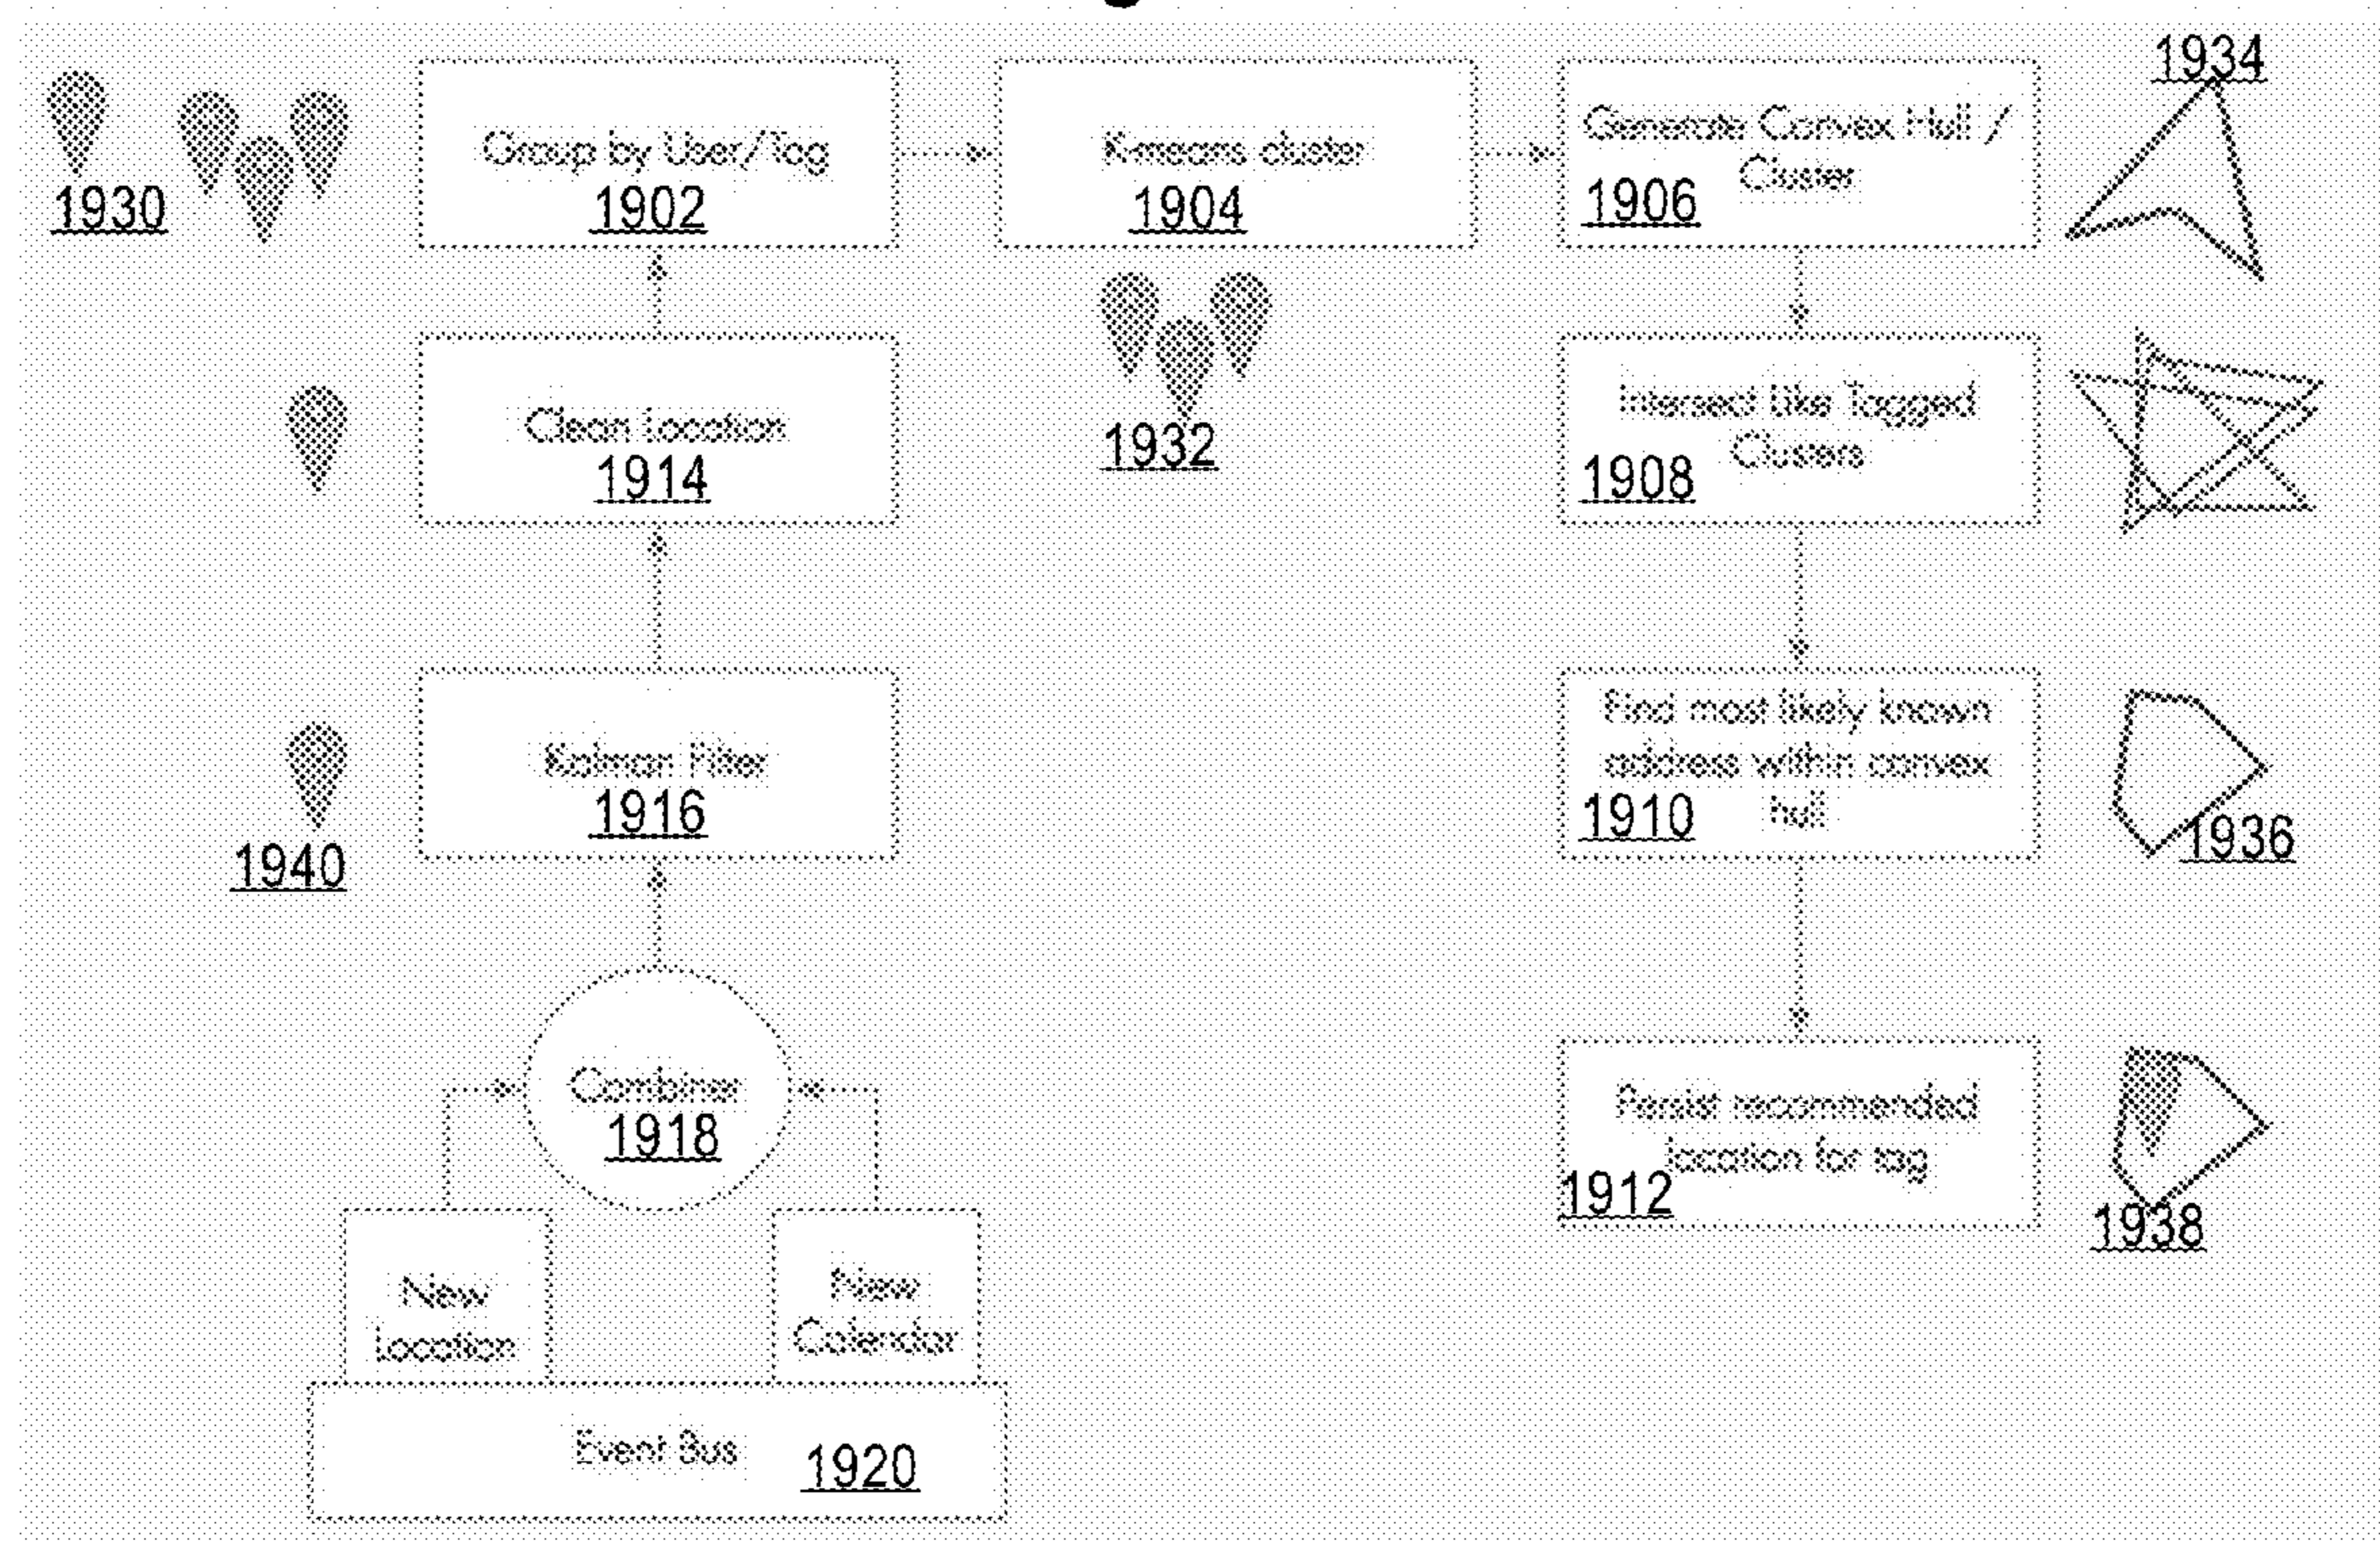 1934
Group by User/Tag
1902
K-means cluster
1904
Generate Convex Hull /
Cluster
1906
1930
Clean Location
1914
1932
Intersect Like Tagged
Clusters
1908
Kalman Filter
1916
1940
Find most likely known
address within convex
hull
1910
1936
Combiner
1918
Persist recommended
location for tag
1912
1938
New
Location
New
Calendar
Event Bus
1920